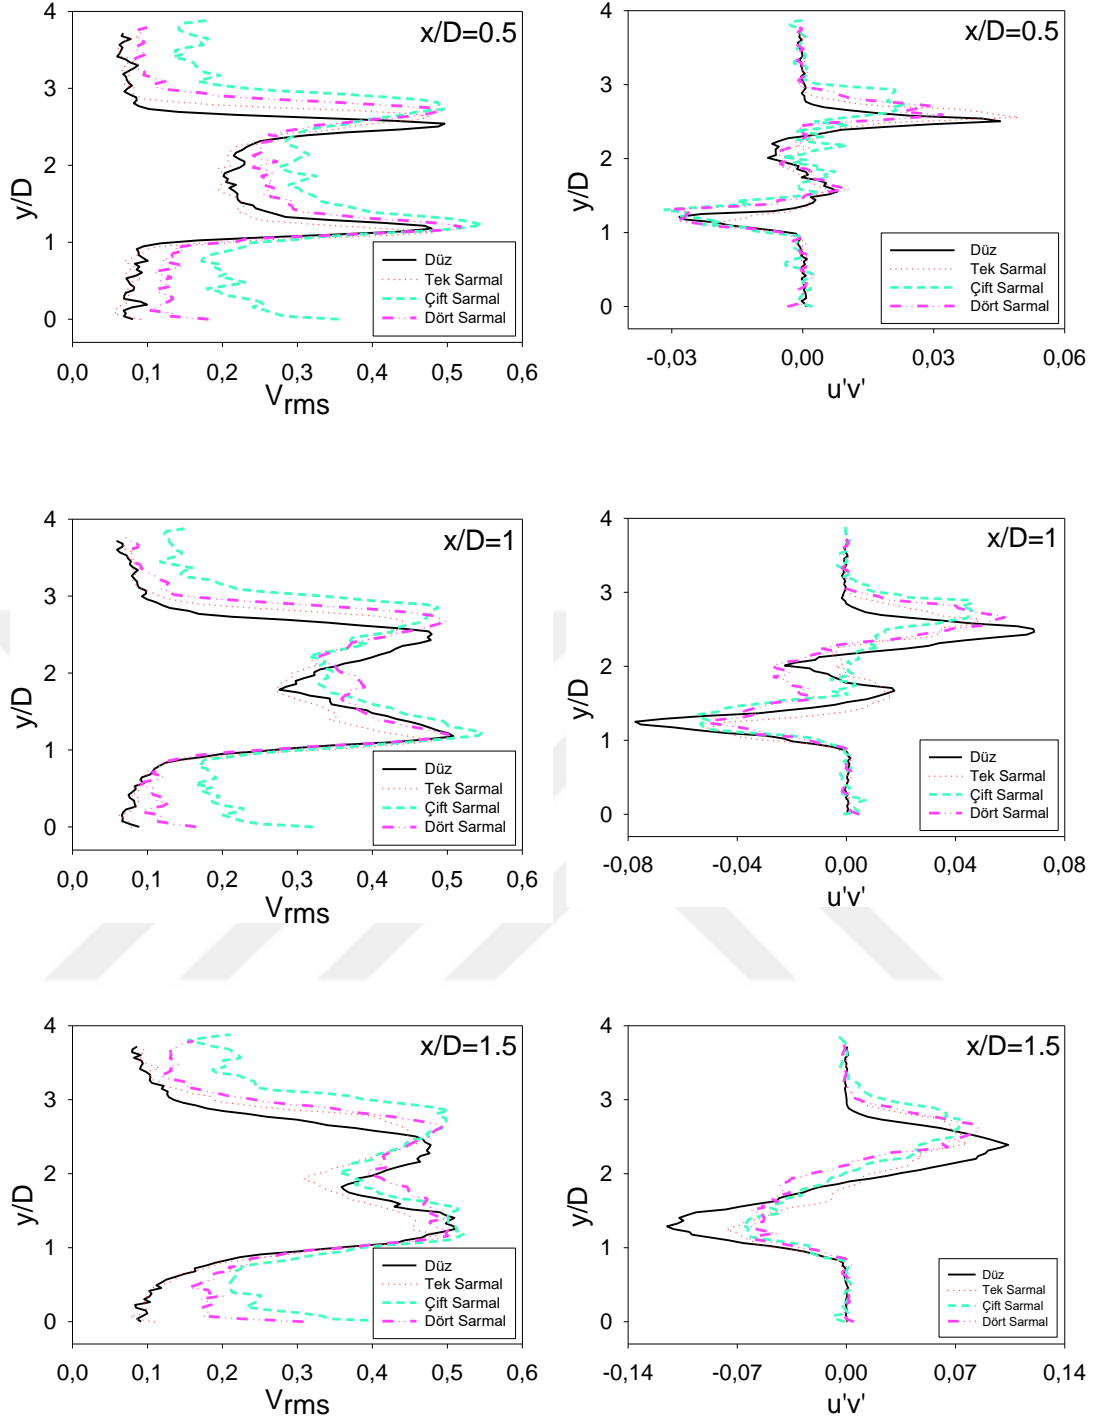 x/D=0.5
y/D
4
3
2
1
0
Düz
Tek Sarmal
Çift Sarmal
Dört Sarmal
0,0 0,1 0,2 0,3 0,4 0,5 0,6
Vrms
x/D=0.5
y/D
4
3
2
1
0
Düz
Tek Sarmal
Çift Sarmal
Dört Sarmal
-0,03 0,00 0,03 0,06
u'v'
x/D=1
y/D
4
3
2
1
0
Düz
Tek Sarmal
Çift Sarmal
Dört Sarmal
0,0 0,1 0,2 0,3 0,4 0,5 0,6
Vrms
x/D=1
y/D
4
3
2
1
0
Düz
Tek Sarmal
Çift Sarmal
Dört Sarmal
-0,08 -0,04 0,00 0,04 0,08
u'v'
x/D=1.5
y/D
4
3
2
1
0
Düz
Tek Sarmal
Çift Sarmal
Dört Sarmal
0,0 0,1 0,2 0,3 0,4 0,5 0,6
Vrms
x/D=1.5
y/D
4
3
2
1
0
Düz
Tek Sarmal
Çift Sarmal
Dört Sarmal
-0,14 -0,07 0,00 0,07 0,14
u'v'